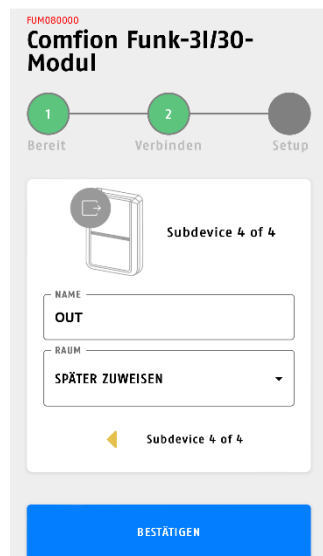 FUM080000
Comfion Funk-3I/3O-
Modul
1
2
Bereit
Verbinden
Setup
Subdevice 4 of 4
NAME
OUT
RAUM
SPÄTER ZUWEISEN
Subdevice 4 of 4
BESTÄTIGEN